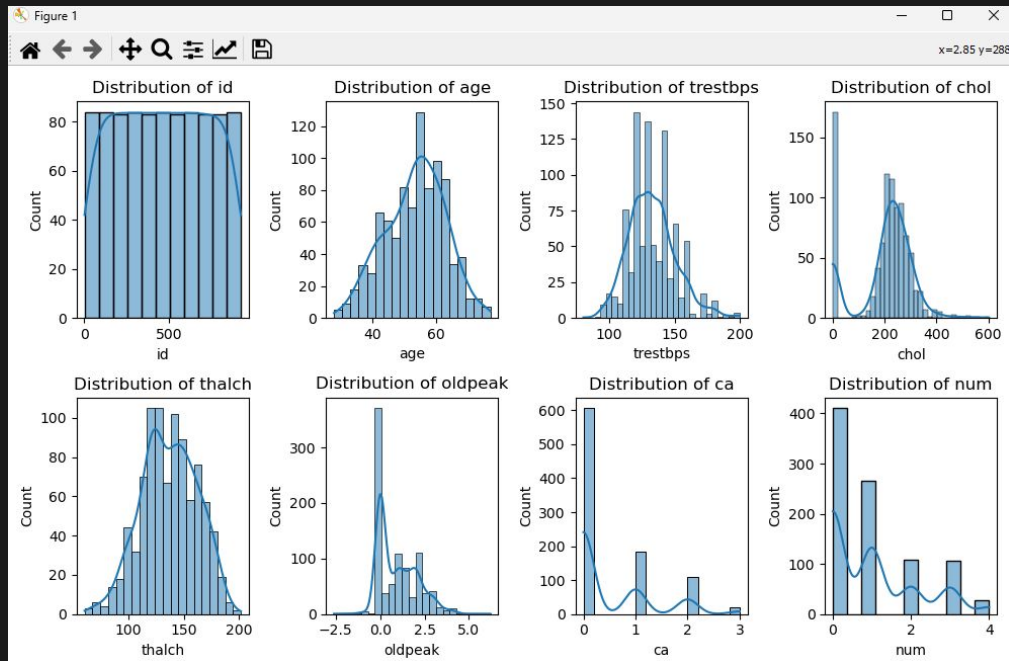 Figure 1
x=2.85 y=288
Distribution of id
Count
80
60
40
20
0
0 500
id
Distribution of age
Count
120
100
80
60
40
20
0
40 60
age
Distribution of trestbps
Count
150
125
100
75
50
25
0
100 150 200
trestbps
Distribution of chol
Count
150
100
50
0
0 200 400 600
chol
Distribution of thalch
Count
100
80
60
40
20
0
100 150 200
thalch
Distribution of oldpeak
Count
300
200
100
0
−2.5 0.0 2.5 5.0
oldpeak
Distribution of ca
Count
600
500
400
300
200
100
0
0 1 2 3
ca
Distribution of num
Count
400
300
200
100
0
0 2 4
num